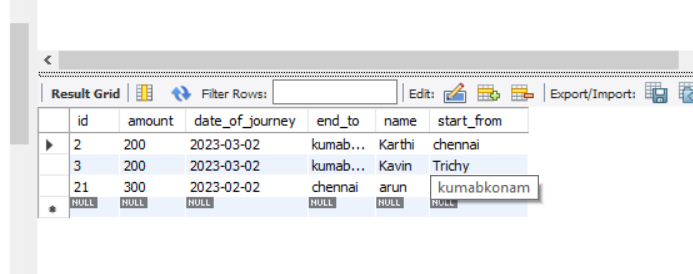 Result Grid Filter Rows: Edit: Export/Import:
id amount date_of_journey end_to name start_from
2 200 2023-03-02 kumab... Karthi chennai
3 200 2023-03-02 kumab... Kavin Trichy
21 300 2023-02-02 chennai arun kumabkonam
NULL NULL NULL NULL NULL NULL